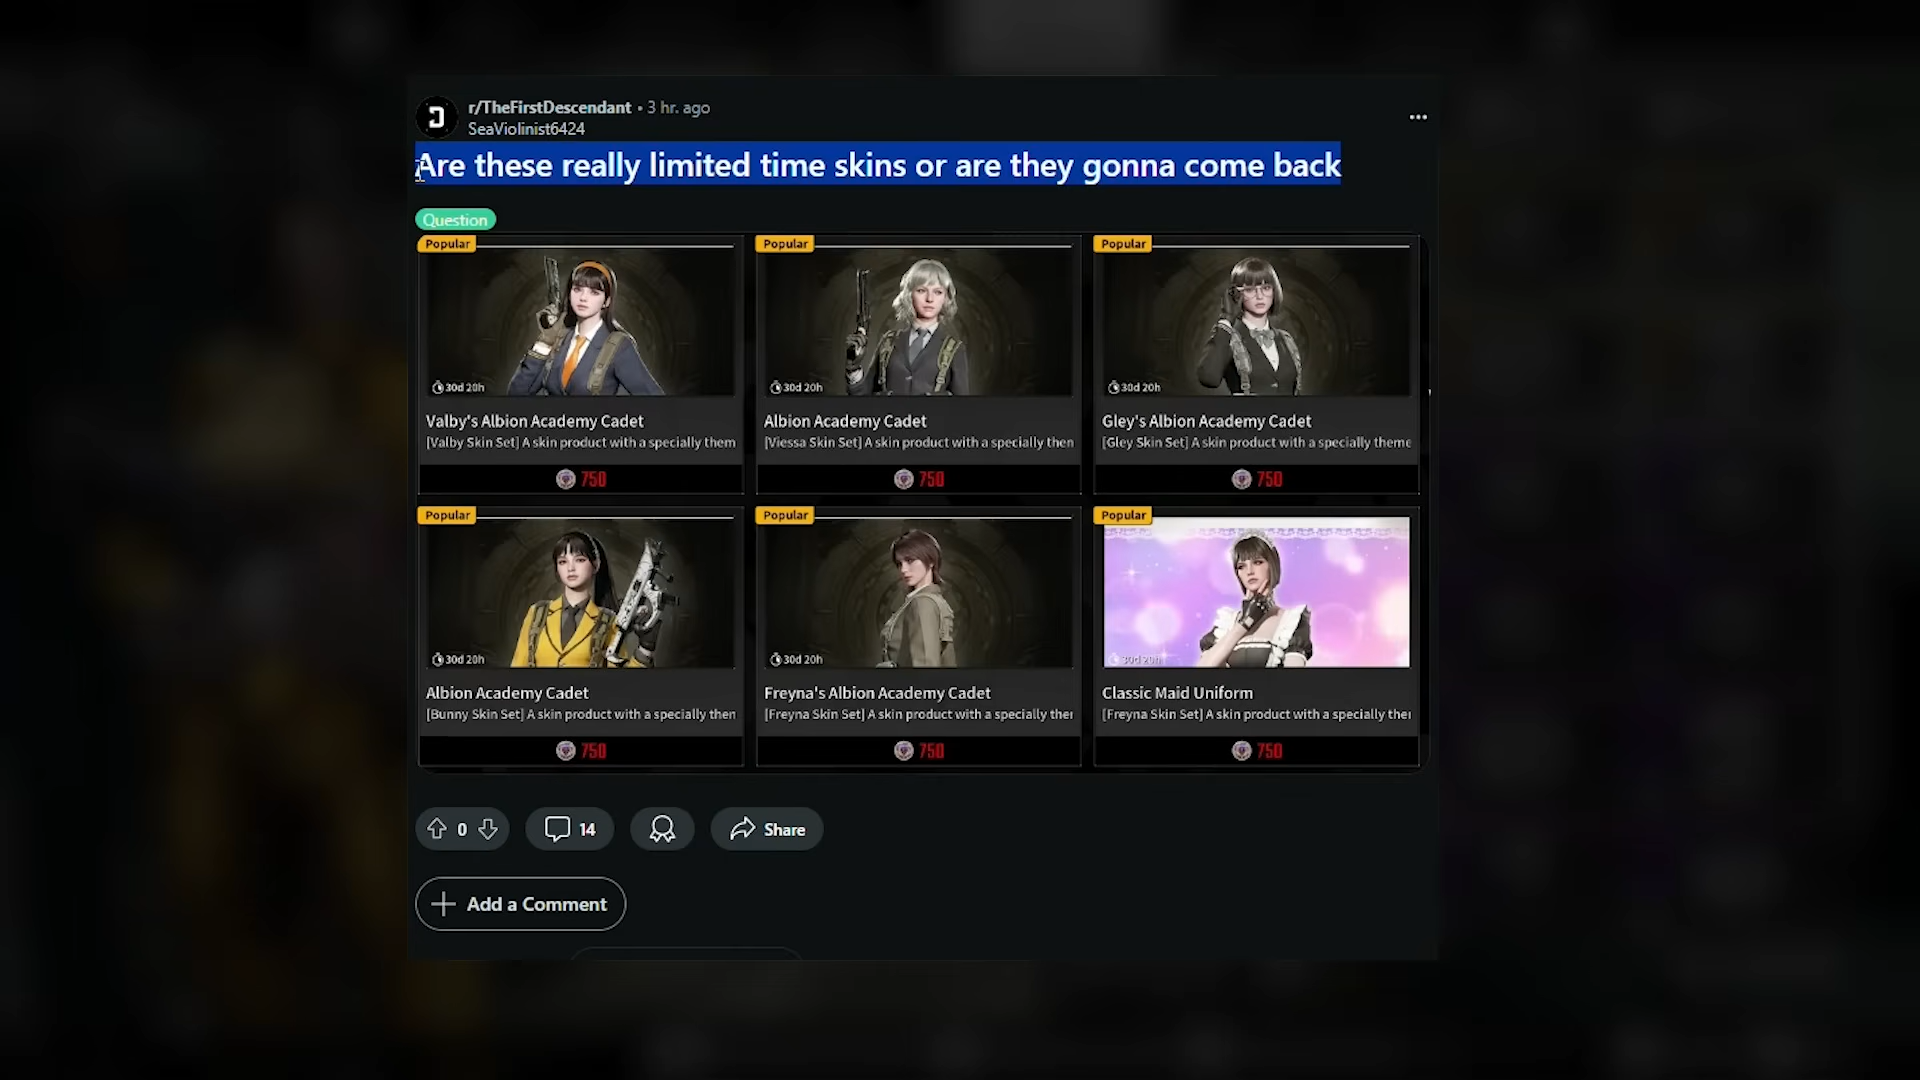 r/TheFirstDescendant • 3 hr. ago
SeaViolinist6424
Are these really limited time skins or are they gonna come back
Question
Popular
30d 20h
Valby's Albion Academy Cadet
[Valby Skin Set] A skin product with a specially them
750
Popular
30d 20h
Albion Academy Cadet
[Viessa Skin Set] A skin product with a specially then
750
Popular
30d 20h
Gley's Albion Academy Cadet
[Gley Skin Set] A skin product with a specially theme
750
Popular
30d 20h
Albion Academy Cadet
[Bunny Skin Set] A skin product with a specially then
750
Popular
30d 20h
Freyna's Albion Academy Cadet
[Freyna Skin Set] A skin product with a specially ther
750
Popular
30d 20h
Classic Maid Uniform
[Freyna Skin Set] A skin product with a specially ther
750
0
14
Share
Add a Comment